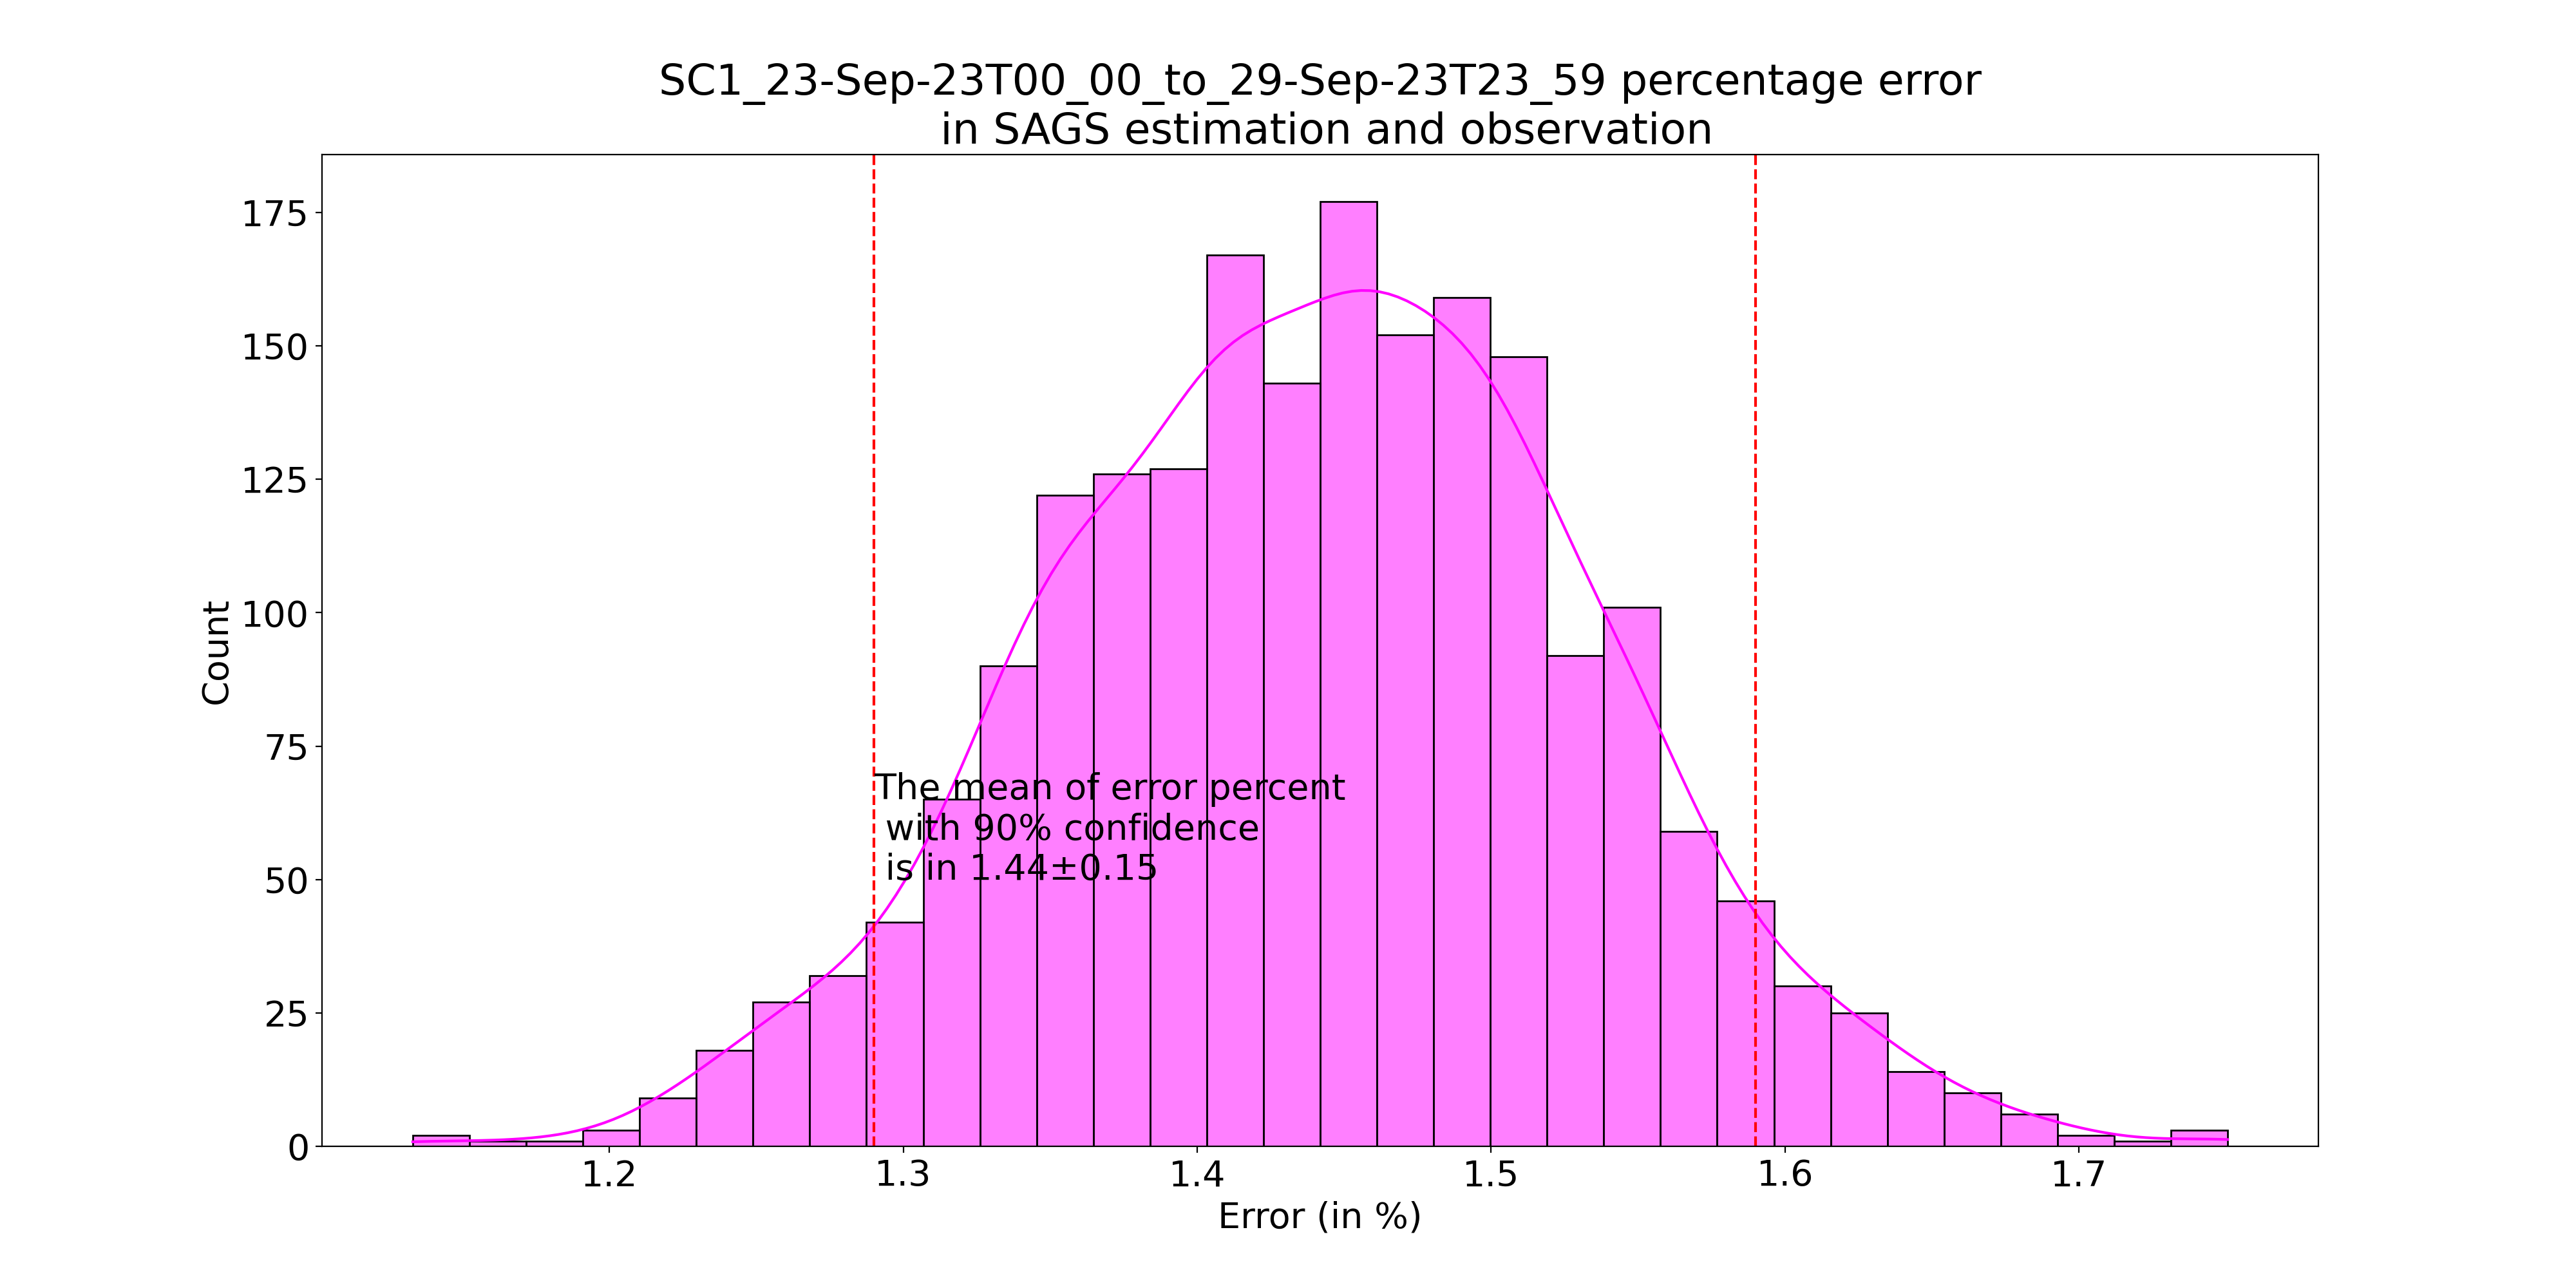 SC1_23-Sep-23T00_00_to_29-Sep-23T23_59 percentage error
in SAGS estimation and observation
175
150
125
100
75
50
25
0
Count
The mean of error percent
with 90% confidence
is in 1.44±0.15
1.2
1.3
1.4
1.5
1.6
1.7
Error (in %)